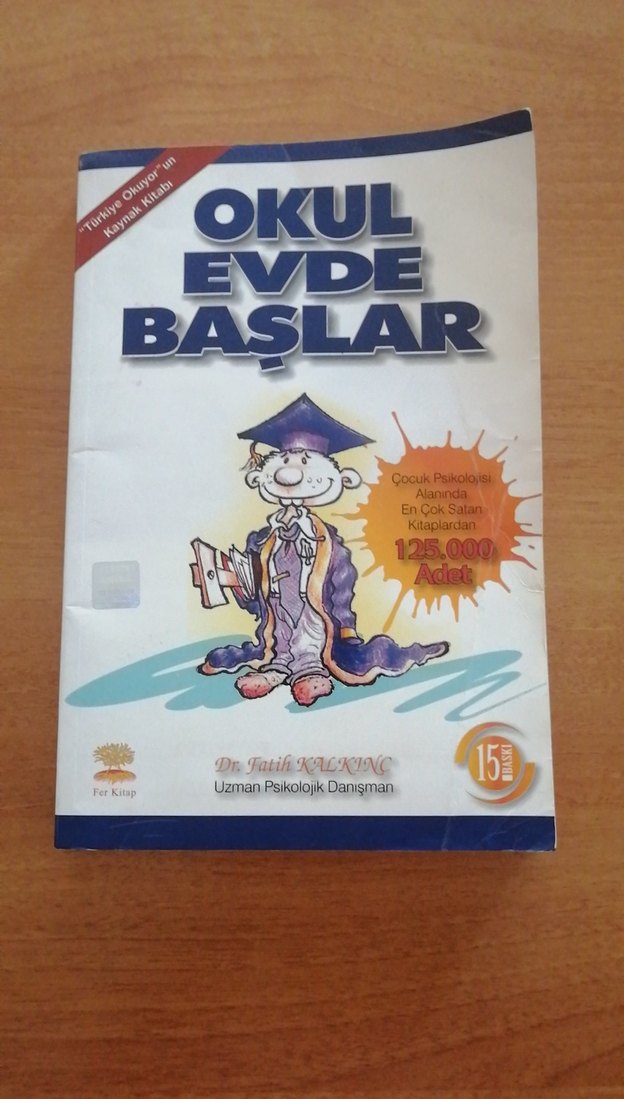 "Türkiye Okuyor"un
Kaynak Kitabı
OKUL
EVDE
BAŞLAR
Çocuk Psikolojisi
Alanında
En Çok Satan
Kitaplardan
125.000
Adet
Dr. Fatih KALKINÇ
Uzman Psikolojik Danışman
Fer Kitap
15
BASKI